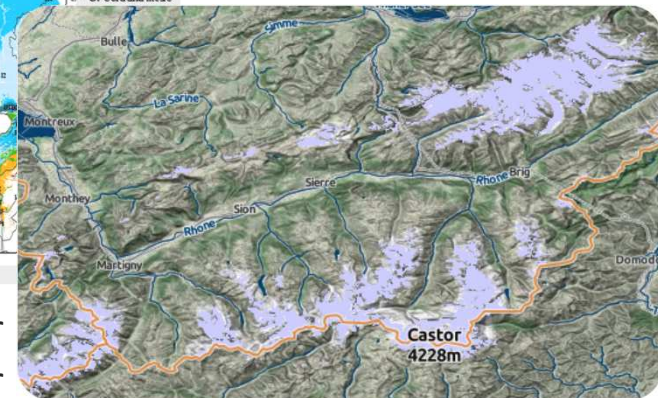 Simme
Bulle
La Sarine
Montreux
Sierre
Rhone
Brig
Monthey
Sion
Rhone
Martigny
Domod
Castor
4228m